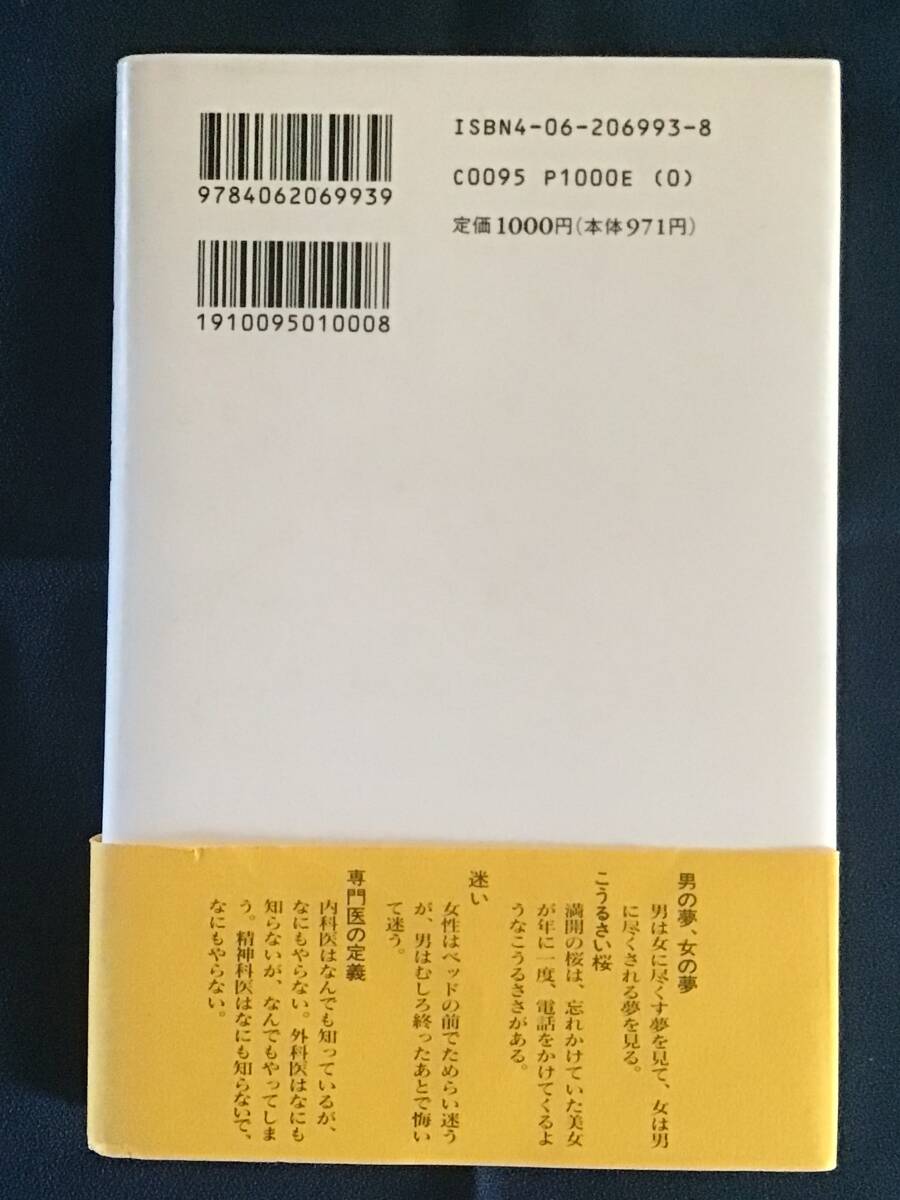 9784062069939
1910095010008
ISBN4-06-206993-8
C0095 P1000E (0)
定価1000円(本体971円)
男の夢、女の夢
男は女に尽くす夢を見て、女は男
に尽くされる夢を見る。
こうるさい桜
満開の桜は、忘れかけていた美女
が年に一度、電話をかけてくるよ
うなこうるささがある。
迷い
女性はベッドの前でためらい迷う
が、男はむしろ終ったあとで悔い
て迷う。
専門医の定義
内科医はなんでも知っているが、
なにもやらない。外科医はなにも
知らないが、なんでもやってしま
う。精神科医はなにも知らないで、
なにもやらない。